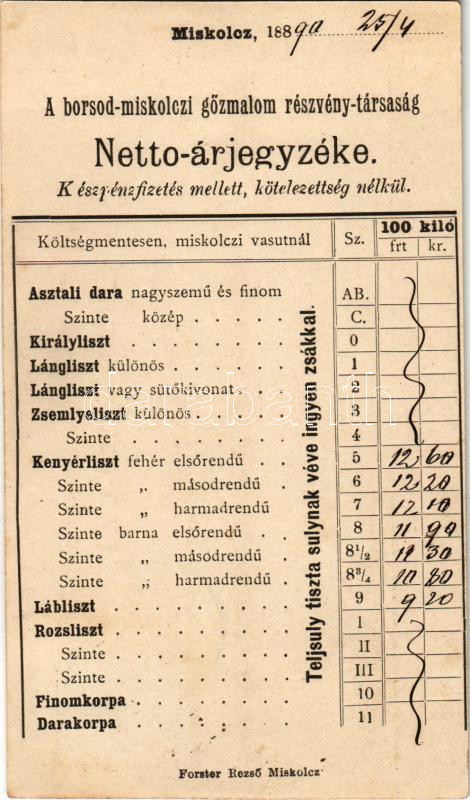 Miskolcz, 18890 25/4
A borsod-miskolczi gőzmalom részvény-társaság
Netto-árjegyzéke.
Készpénzfizetés mellett, kötelezettség nélkül.
Költségmentesen, miskolczi vasutnál Sz. 100 kiló
frt kr.
Asztali dara nagyszemű és finom AB.
Szinte közép . . . . . C.
Királyliszt . . . . . . . 0
Lángliszt különös . . . . . . 1
Lángliszt vagy sütőkivonat . . . 2
Zsemlyeliszt különös . . . . . 3
Szinte . . . . . . . 4
Kenyérliszt fehér elsőrendű . . 5 12 60
Szinte „ másodrendű . 6 12 20
Szinte „ harmadrendű 7 12 10
Szinte barna elsőrendű . . 8 11 90
Szinte „ másodrendű . 8½ 11 30
Szinte „ harmadrendű . 8¾ 10 80
Lábliszt . . . . . . . . 9 9 20
Rozsliszt . . . . . . . . I
Szinte . . . . . . . . II
Szinte . . . . . . . . III
Finomkorpa . . . . . . . 10
Darakorpa . . . . . . . 11
Teljsuly tiszta sulynak véve ingyen zsákkal.
Forster Rezső Miskolcz
darabanth